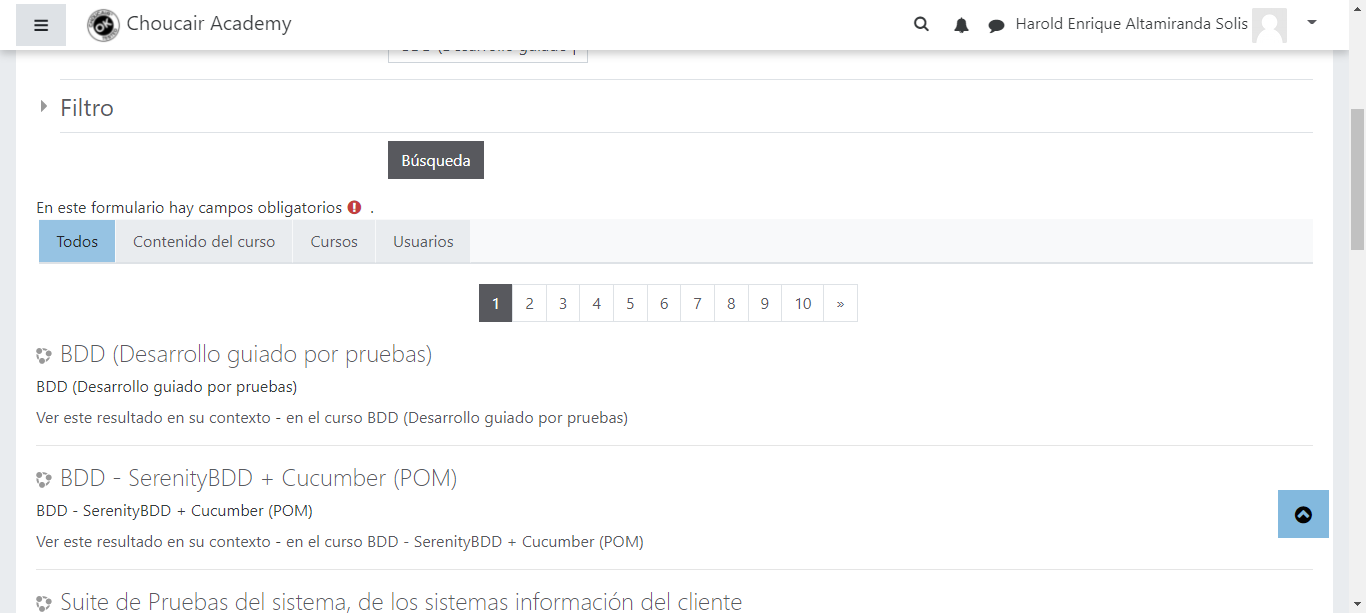 Choucair Academy
Harold Enrique Altamiranda Solis
BDD (Desarrollo guiado p
Filtro
Búsqueda
En este formulario hay campos obligatorios .
Todos
Contenido del curso
Cursos
Usuarios
1 2 3 4 5 6 7 8 9 10 »
BDD (Desarrollo guiado por pruebas)
BDD (Desarrollo guiado por pruebas)
Ver este resultado en su contexto - en el curso BDD (Desarrollo guiado por pruebas)
BDD - SerenityBDD + Cucumber (POM)
BDD - SerenityBDD + Cucumber (POM)
Ver este resultado en su contexto - en el curso BDD - SerenityBDD + Cucumber (POM)
Suite de Pruebas del sistema, de los sistemas información del cliente